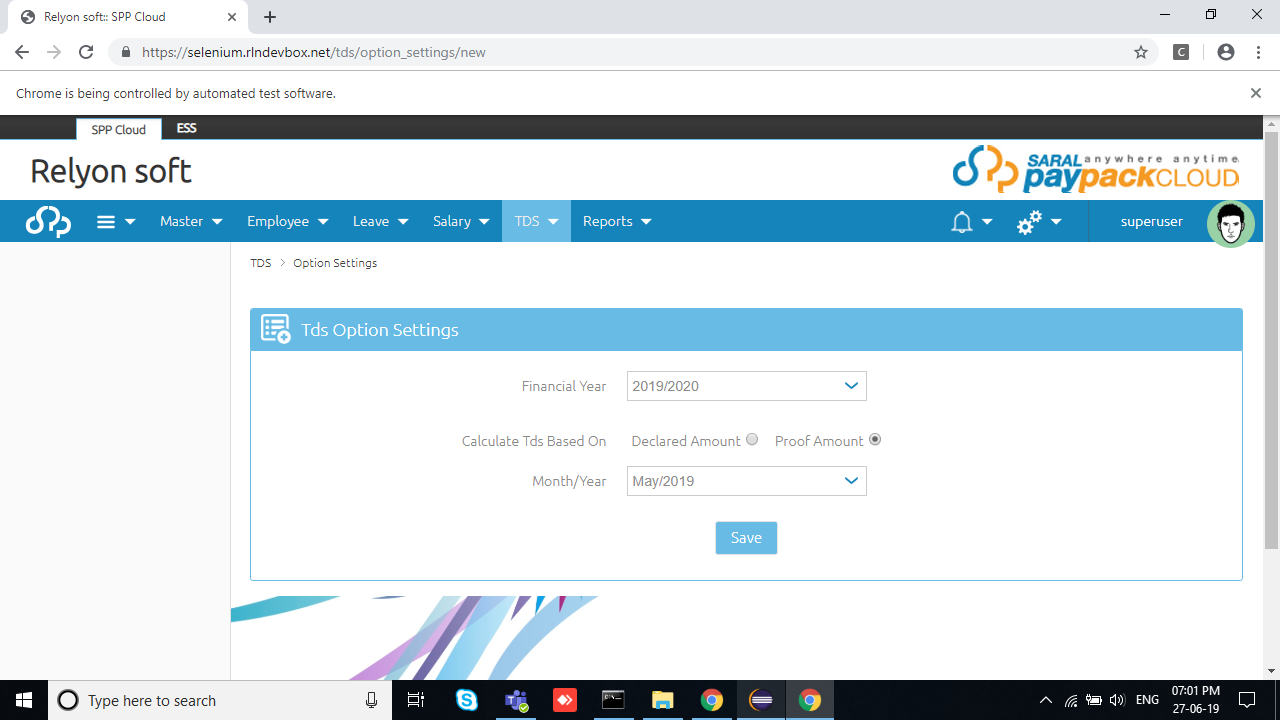 Relyon soft:: SPP Cloud
https://selenium.rlndevbox.net/tds/option_settings/new
C
Chrome is being controlled by automated test software.
SPP Cloud ESS
Relyon soft
SARAL anywhere anytime
paypackCLOUD
Master Employee Leave Salary TDS Reports superuser
TDS > Option Settings
Tds Option Settings
Financial Year 2019/2020
Calculate Tds Based On Declared Amount Proof Amount
Month/Year May/2019
Save
Type here to search
ENG
07:01 PM
27-06-19